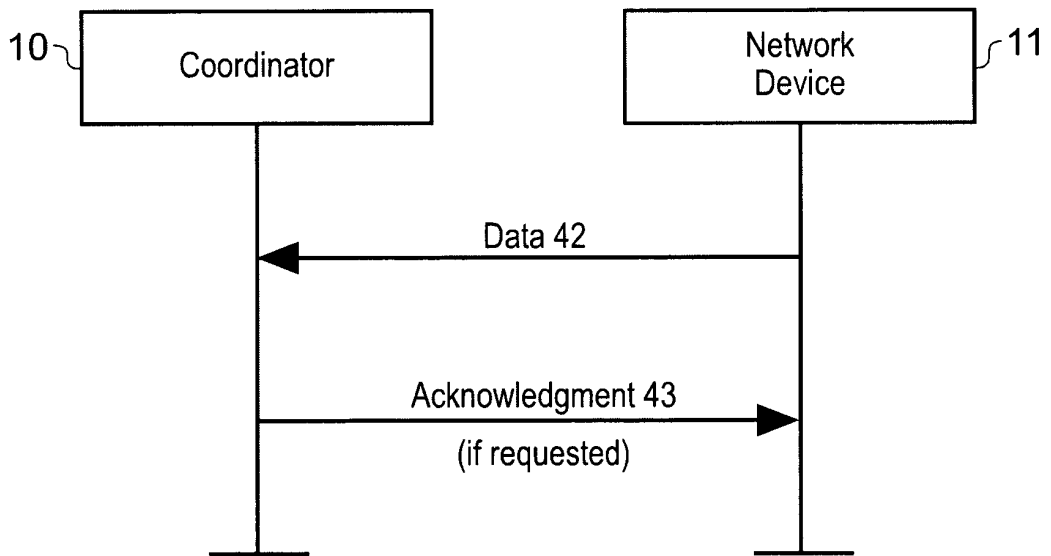 10
Coordinator
Network
Device
11
Data 42
Acknowledgment 43
(if requested)